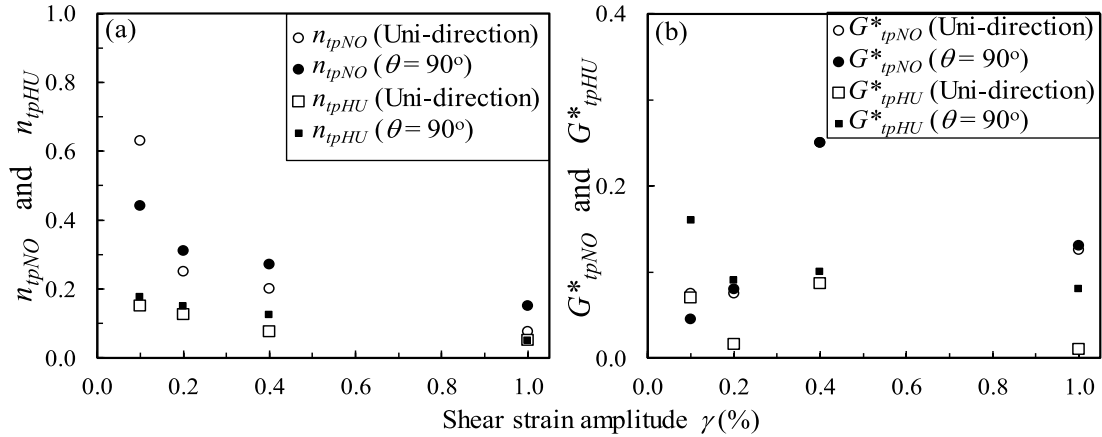 (a)
n_tpNO (Uni-direction)
n_tpNO (θ = 90°)
n_tpHU (Uni-direction)
n_tpHU (θ = 90°)
1.0
0.8
0.6
0.4
0.2
0.0
n_tpNO and n_tpHU
0.0 0.2 0.4 0.6 0.8 1.0
(b)
G*_tpNO (Uni-direction)
G*_tpNO (θ = 90°)
G*_tpHU (Uni-direction)
G*_tpHU (θ = 90°)
0.4
0.2
0.0
G*_tpNO and G*_tpHU
0.0 0.2 0.4 0.6 0.8 1.0
Shear strain amplitude γ (%)